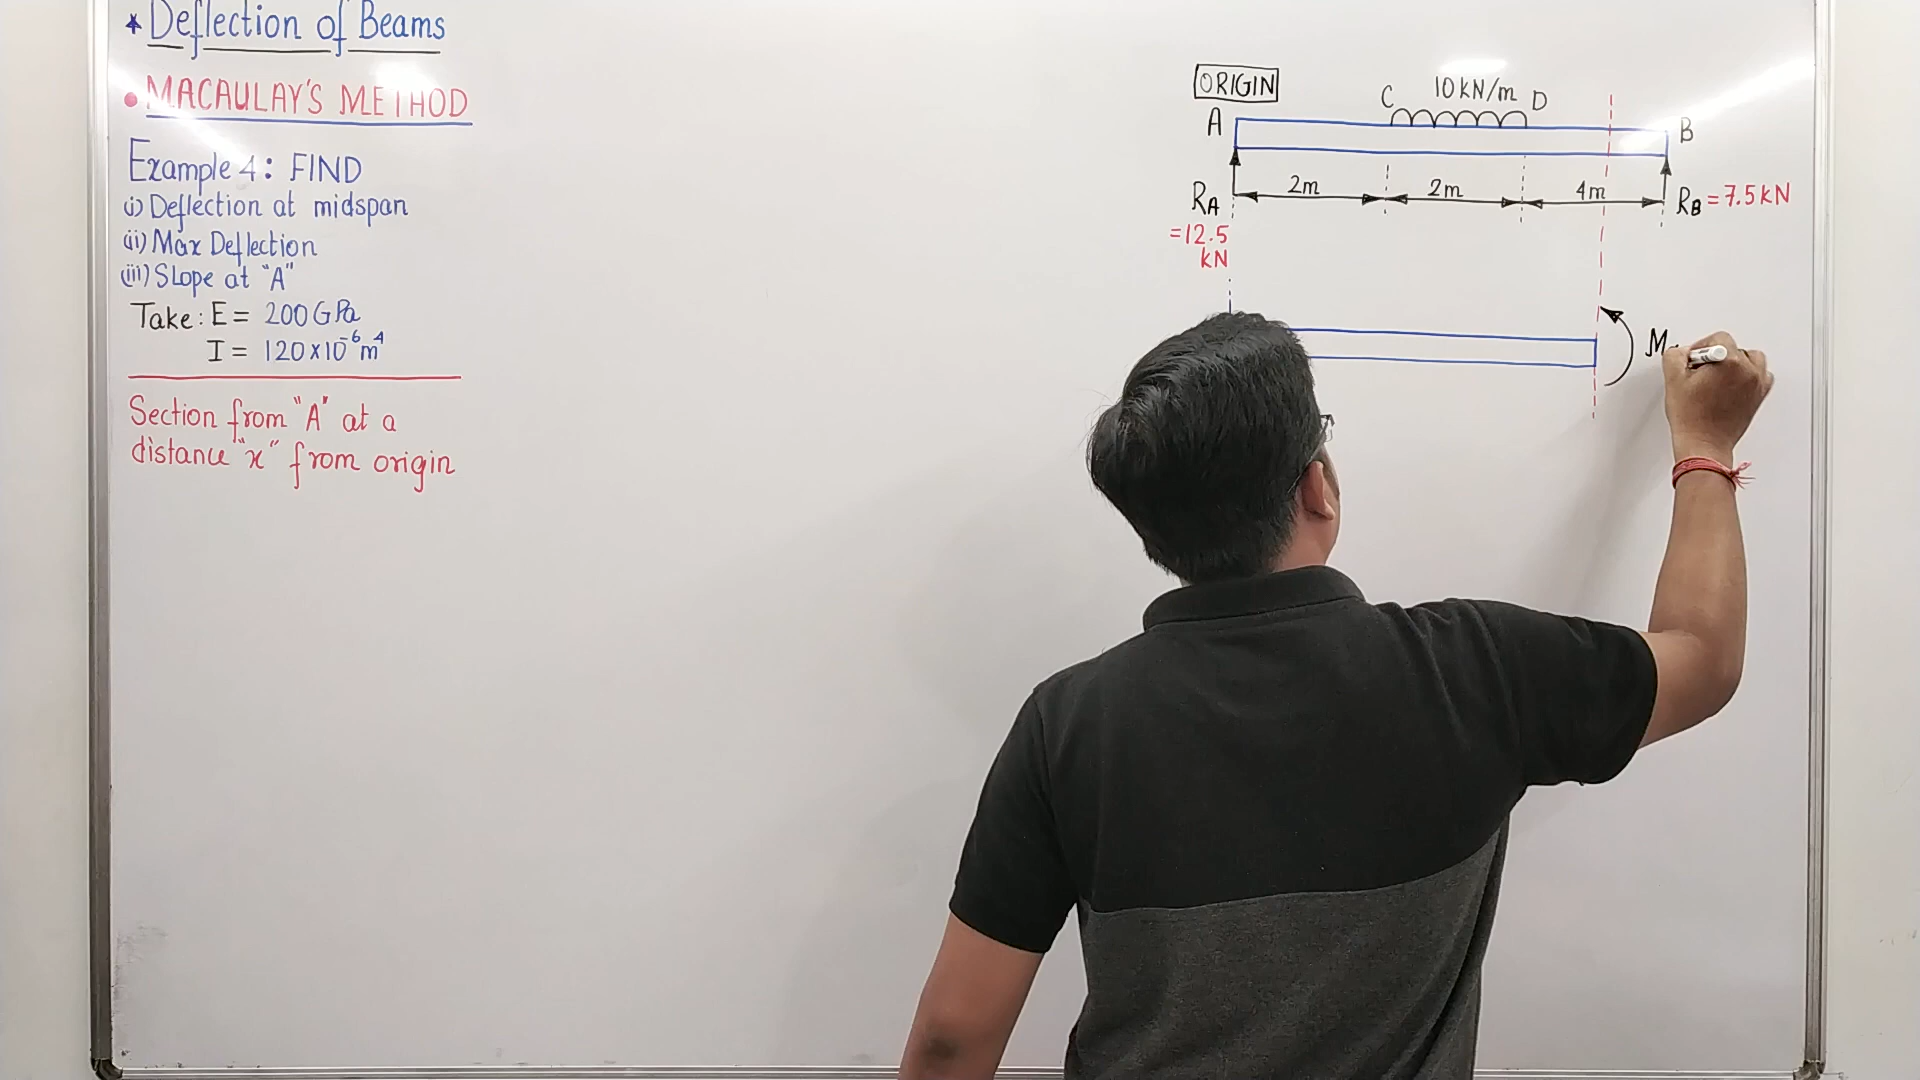 * Deflection of Beams
• MACAULAY'S METHOD
Example 4: FIND
(i) Deflection at midspan
(ii) Max Deflection
(iii) Slope at "A"
Take: E = 200 GPa
I = 120×10⁻⁶ m⁴
Section from "A" at a
distance "x" from origin
ORIGIN
C 10 kN/m D
A B
2m 2m 4m
RA RB = 7.5 kN
= 12.5
kN
M